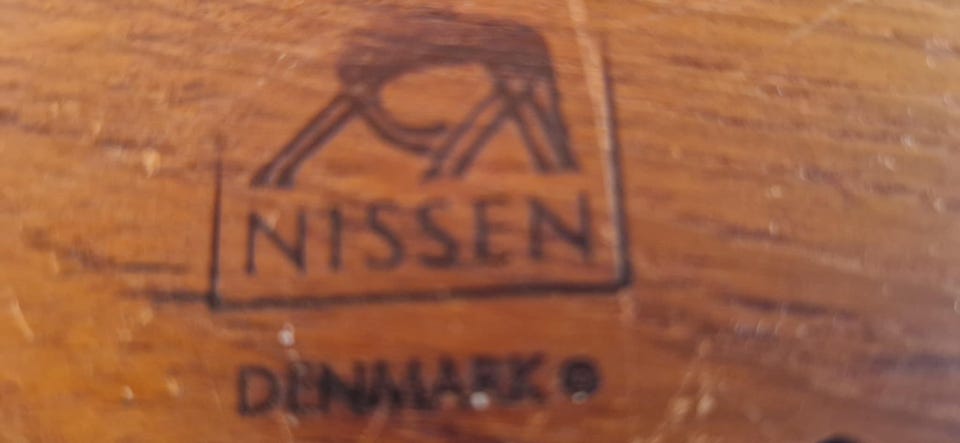 NISSEN
DENMARK ®